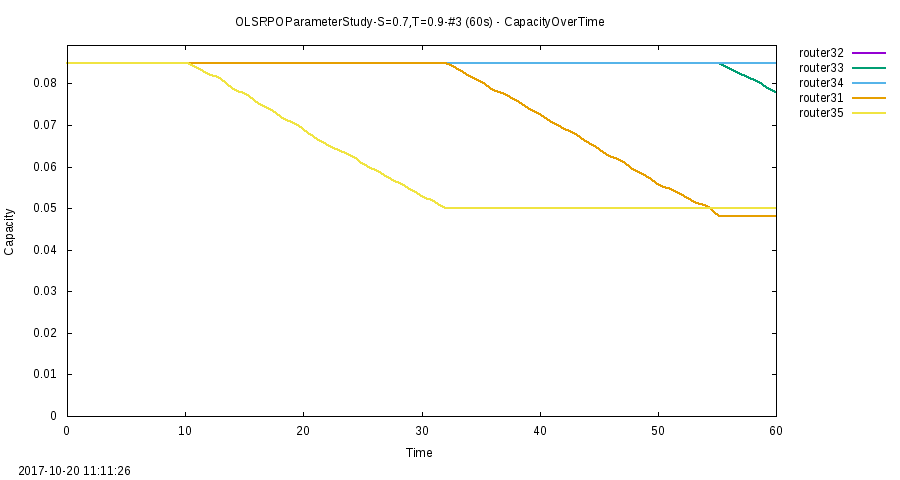 OLSRPOParameterStudy-S=0.7,T=0.9-#3 (60s) - CapacityOverTime
router32
router33
router34
router31
router35
0.08
0.07
0.06
0.05
0.04
0.03
0.02
0.01
0
Capacity
0 10 20 30 40 50 60
Time
2017-10-20 11:11:26